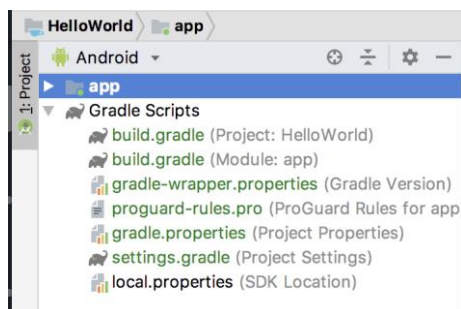 HelloWorld app
1: Project
Android
app
Gradle Scripts
build.gradle (Project: HelloWorld)
build.gradle (Module: app)
gradle-wrapper.properties (Gradle Version)
proguard-rules.pro (ProGuard Rules for app
gradle.properties (Project Properties)
settings.gradle (Project Settings)
local.properties (SDK Location)